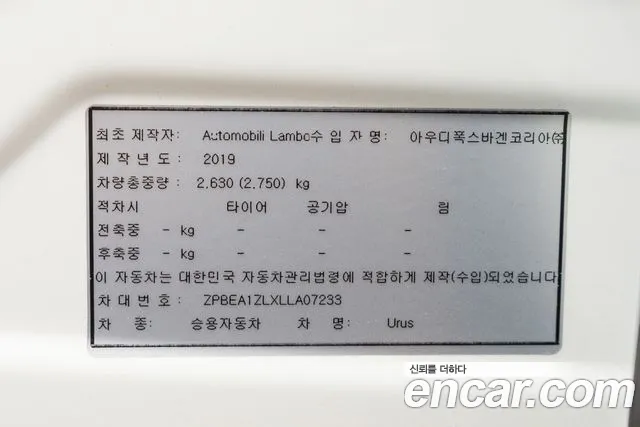 최초 제작자: Automobili Lambo수 입 자 명: 아우디폭스바겐코리아㈜
제 작 년 도 : 2019
차량총중량 : 2,630 (2,750) kg
적차시 타이어 공기압 림
전축중 - kg - - -
후축중 - kg - - -
이 자동차는 대한민국 자동차관리법령에 적합하게 제작(수입)되었습니다
차 대 번 호 : ZPBEA1ZLXLLA07233
차 종: 승용자동차 차 명: Urus
신뢰를 더하다
encar.com